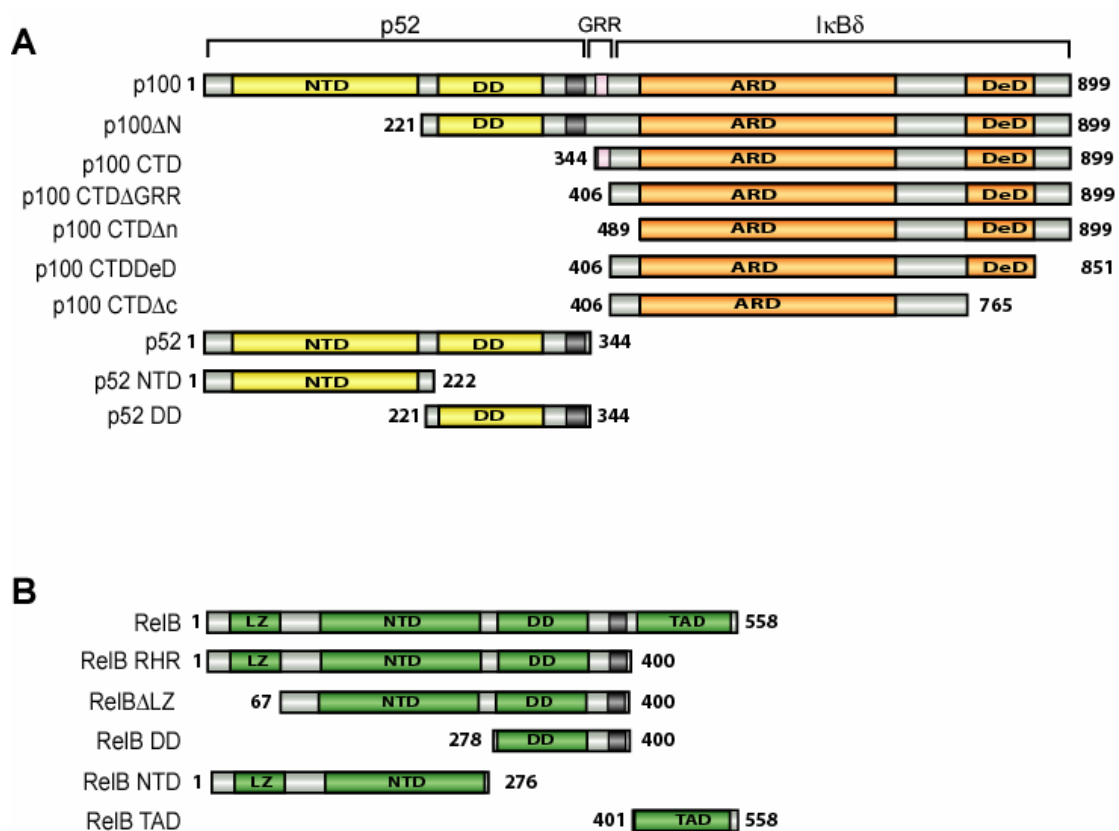 A
p52 GRR IκBδ
p100 1 NTD DD ARD DeD 899
p100ΔN 221 DD ARD DeD 899
p100 CTD 344 ARD DeD 899
p100 CTDΔGRR 406 ARD DeD 899
p100 CTDΔn 489 ARD DeD 899
p100 CTDDeD 406 ARD DeD 851
p100 CTDΔc 406 ARD 765
p52 1 NTD DD 344
p52 NTD 1 NTD 222
p52 DD 221 DD 344
B
RelB 1 LZ NTD DD TAD 558
RelB RHR 1 LZ NTD DD 400
RelBΔLZ 67 NTD DD 400
RelB DD 278 DD 400
RelB NTD 1 LZ NTD 276
RelB TAD 401 TAD 558